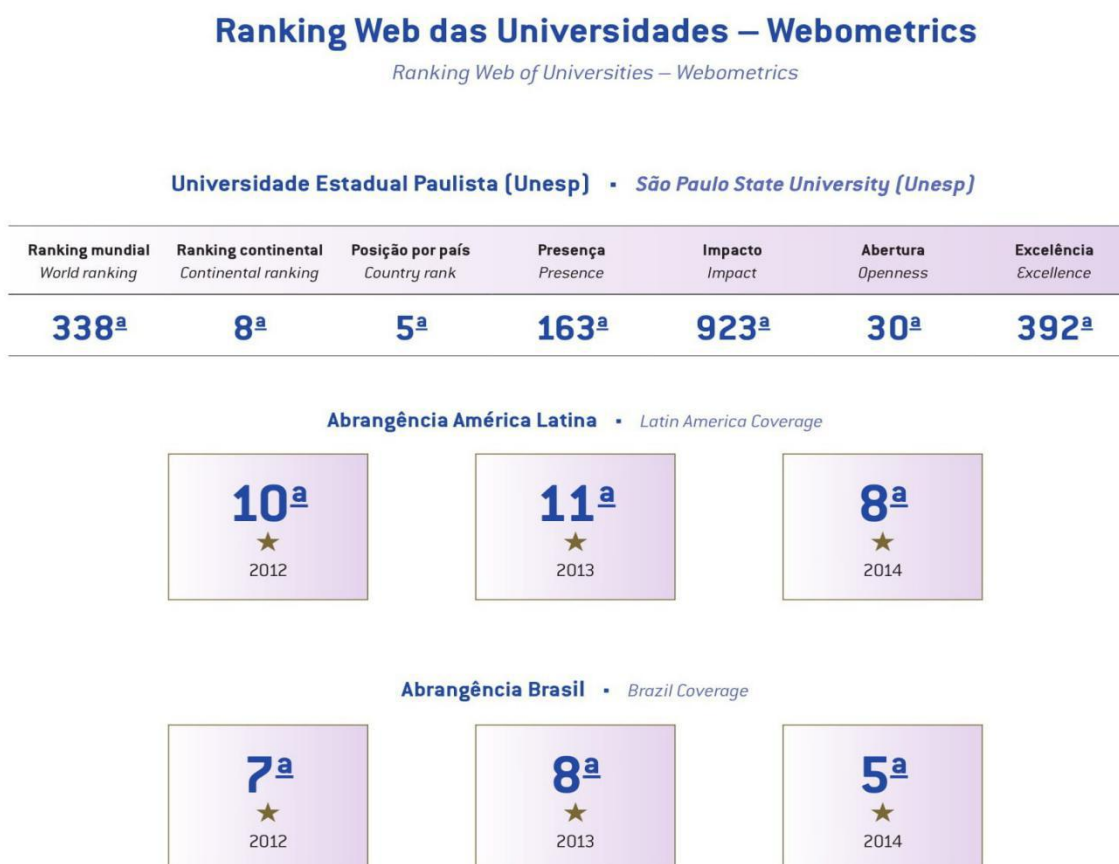 Ranking Web das Universidades – Webometrics
Ranking Web of Universities – Webometrics
Universidade Estadual Paulista (Unesp) ▪ São Paulo State University (Unesp)
Ranking mundial Ranking continental Posição por país Presença Impacto Abertura Excelência
World ranking Continental ranking Country rank Presence Impact Openness Excellence
338ª 8ª 5ª 163ª 923ª 30ª 392ª
Abrangência América Latina ▪ Latin America Coverage
10ª 11ª 8ª
★ ★ ★
2012 2013 2014
Abrangência Brasil ▪ Brazil Coverage
7ª 8ª 5ª
★ ★ ★
2012 2013 2014